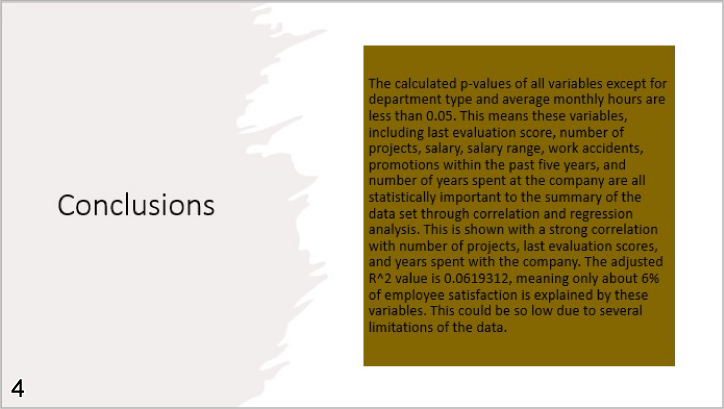 Conclusions
The calculated p-values of all variables except for
department type and average monthly hours are
less than 0.05. This means these variables,
including last evaluation score, number of
projects, salary, salary range, work accidents,
promotions within the past five years, and
number of years spent at the company are all
statistically important to the summary of the
data set through correlation and regression
analysis. This is shown with a strong correlation
with number of projects, last evaluation scores,
and years spent with the company. The adjusted
R^2 value is 0.0619312, meaning only about 6%
of employee satisfaction is explained by these
variables. This could be so low due to several
limitations of the data.
4